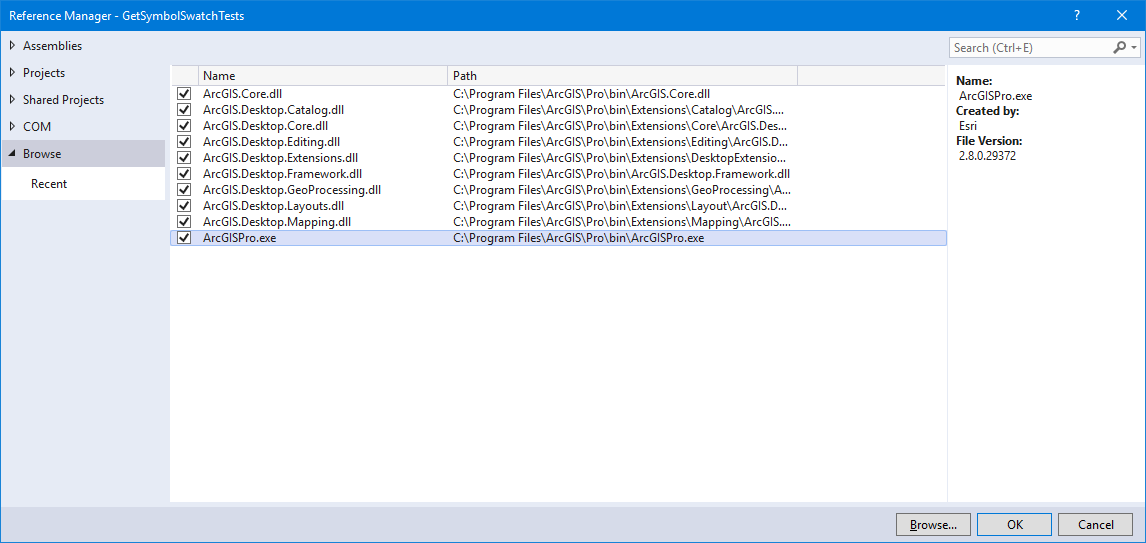 Reference Manager - GetSymbolSwatchTests ?
Assemblies
Projects
Shared Projects
COM
Browse
Recent
Name Path
ArcGIS.Core.dll C:\Program Files\ArcGIS\Pro\bin\ArcGIS.Core.dll
ArcGIS.Desktop.Catalog.dll C:\Program Files\ArcGIS\Pro\bin\Extensions\Catalog\ArcGIS....
ArcGIS.Desktop.Core.dll C:\Program Files\ArcGIS\Pro\bin\Extensions\Core\ArcGIS.Des...
ArcGIS.Desktop.Editing.dll C:\Program Files\ArcGIS\Pro\bin\Extensions\Editing\ArcGIS.D...
ArcGIS.Desktop.Extensions.dll C:\Program Files\ArcGIS\Pro\bin\Extensions\DesktopExtensio...
ArcGIS.Desktop.Framework.dll C:\Program Files\ArcGIS\Pro\bin\ArcGIS.Desktop.Framework.dll
ArcGIS.Desktop.GeoProcessing.dll C:\Program Files\ArcGIS\Pro\bin\Extensions\GeoProcessing\A...
ArcGIS.Desktop.Layouts.dll C:\Program Files\ArcGIS\Pro\bin\Extensions\Layout\ArcGIS.D...
ArcGIS.Desktop.Mapping.dll C:\Program Files\ArcGIS\Pro\bin\Extensions\Mapping\ArcGIS....
ArcGISPro.exe C:\Program Files\ArcGIS\Pro\bin\ArcGISPro.exe
Search (Ctrl+E)
Name:
ArcGISPro.exe
Created by:
Esri
File Version:
2.8.0.29372
Browse... OK Cancel